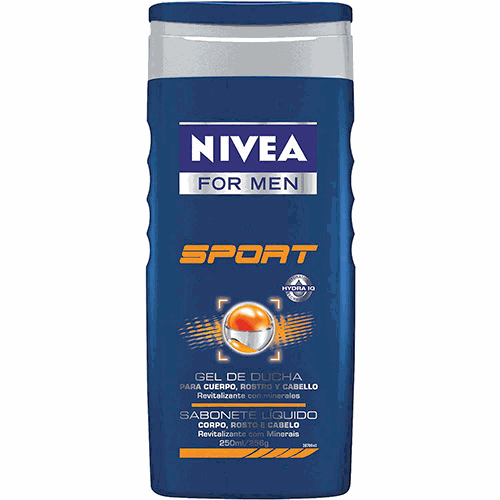 NIVEA
FOR MEN
SPORT
HYDRA IQ
GEL DE DUCHA
PARA CUERPO, ROSTRO Y CABELLO
Revitalizante con minerales
SABONETE LÍQUIDO
CORPO, ROSTO E CABELO
Revitalizante com Minerais
250ml/256g